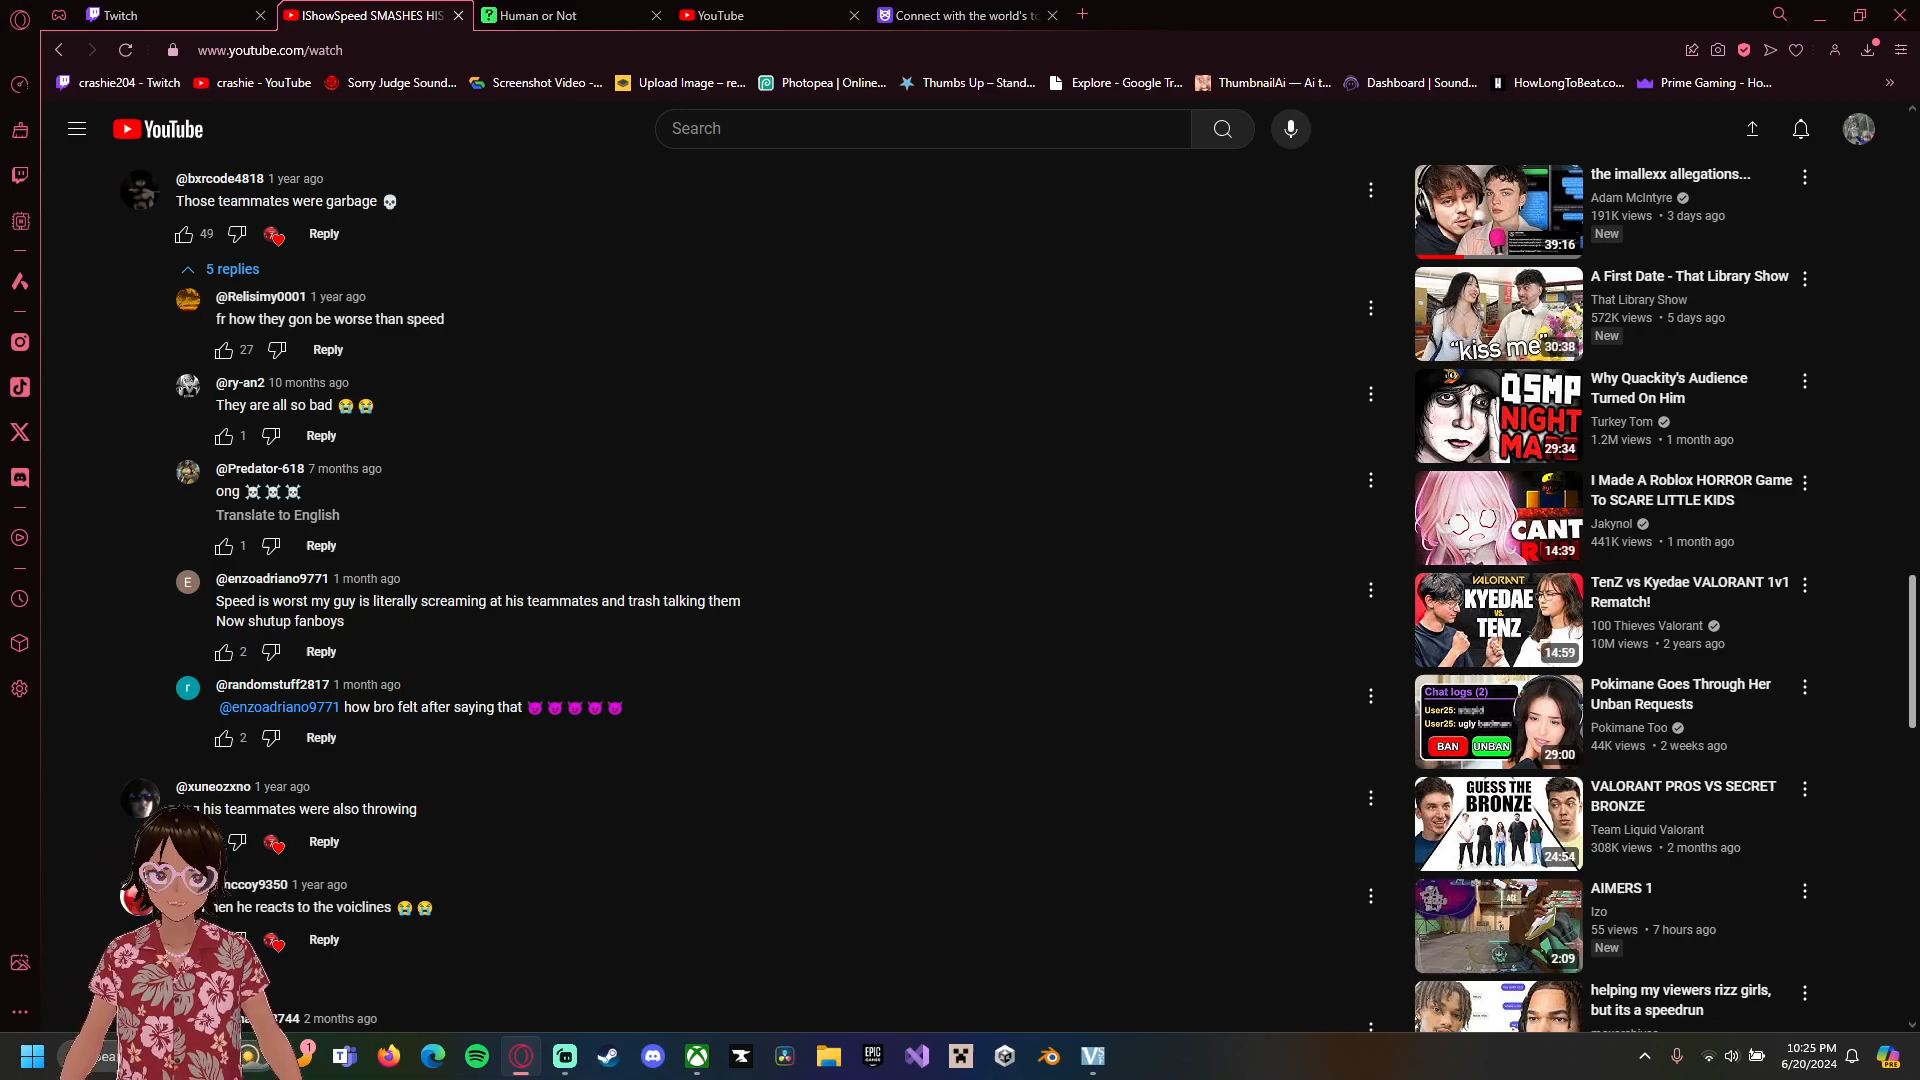 Twitch
IShowSpeed SMASHES HIS
Human or Not
YouTube
Connect with the world's to
www.youtube.com/watch
crashie204 - Twitch
crashie - YouTube
Sorry Judge Sound...
Screenshot Video -...
Upload Image – re...
Photopea | Online...
Thumbs Up – Stand...
Explore - Google Tr...
ThumbnailAi — Ai t...
Dashboard | Sound...
HowLongToBeat.co...
Prime Gaming - Ho...
YouTube
Search
@bxrcode4818 1 year ago
Those teammates were garbage 💀
49
Reply
5 replies
@Relisimy0001 1 year ago
fr how they gon be worse than speed
27
Reply
@ry-an2 10 months ago
They are all so bad 😭😭
1
Reply
@Predator-618 7 months ago
ong ☠️☠️☠️
Translate to English
1
Reply
@enzoadriano9771 1 month ago
Speed is worst my guy is literally screaming at his teammates and trash talking them
Now shutup fanboys
2
Reply
@randomstuff2817 1 month ago
@enzoadriano9771 how bro felt after saying that 😈😈😈😈😈
2
Reply
@xuneozxno 1 year ago
his teammates were also throwing
Reply
nccoy9350 1 year ago
en he reacts to the voiclines 😭😭
Reply
2744 2 months ago
39:16
the imallexx allegations...
Adam McIntyre
191K views • 3 days ago
New
"kiss me"
30:38
A First Date - That Library Show
That Library Show
572K views • 5 days ago
New
QSMP
NIGHT
MARE
29:34
Why Quackity's Audience
Turned On Him
Turkey Tom
1.2M views • 1 month ago
CANT
RUN
14:39
I Made A Roblox HORROR Game
To SCARE LITTLE KIDS
Jakynol
441K views • 1 month ago
VALORANT
KYEDAE
VS.
TENZ
14:59
TenZ vs Kyedae VALORANT 1v1
Rematch!
100 Thieves Valorant
10M views • 2 years ago
Chat logs (2)
User25: stupid
User25: ugly
BAN
UNBAN
29:00
Pokimane Goes Through Her
Unban Requests
Pokimane Too
44K views • 2 weeks ago
GUESS THE
BRONZE
24:54
VALORANT PROS VS SECRET
BRONZE
Team Liquid Valorant
308K views • 2 months ago
ACE
2:09
AIMERS 1
Izo
55 views • 7 hours ago
New
helping my viewers rizz girls,
but its a speedrun
1
EPIC
GAMES
10:25 PM
6/20/2024
PRE